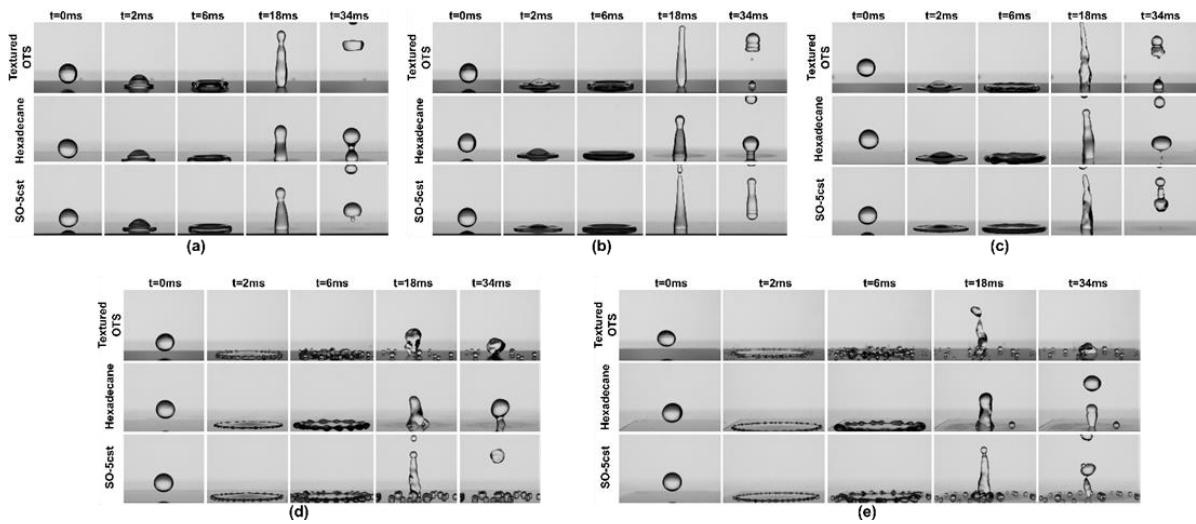 t=0ms t=2ms t=6ms t=18ms t=34ms
Textured
OTS
Hexadecane
SO-5cst
(a)
t=0ms t=2ms t=6ms t=18ms t=34ms
Textured
OTS
Hexadecane
SO-5cst
(b)
t=0ms t=2ms t=6ms t=18ms t=34ms
Textured
OTS
Hexadecane
SO-5cst
(c)
t=0ms t=2ms t=6ms t=18ms t=34ms
Textured
OTS
Hexadecane
SO-5cst
(d)
t=0ms t=2ms t=6ms t=18ms t=34ms
Textured
OTS
Hexadecane
SO-5cst
(e)